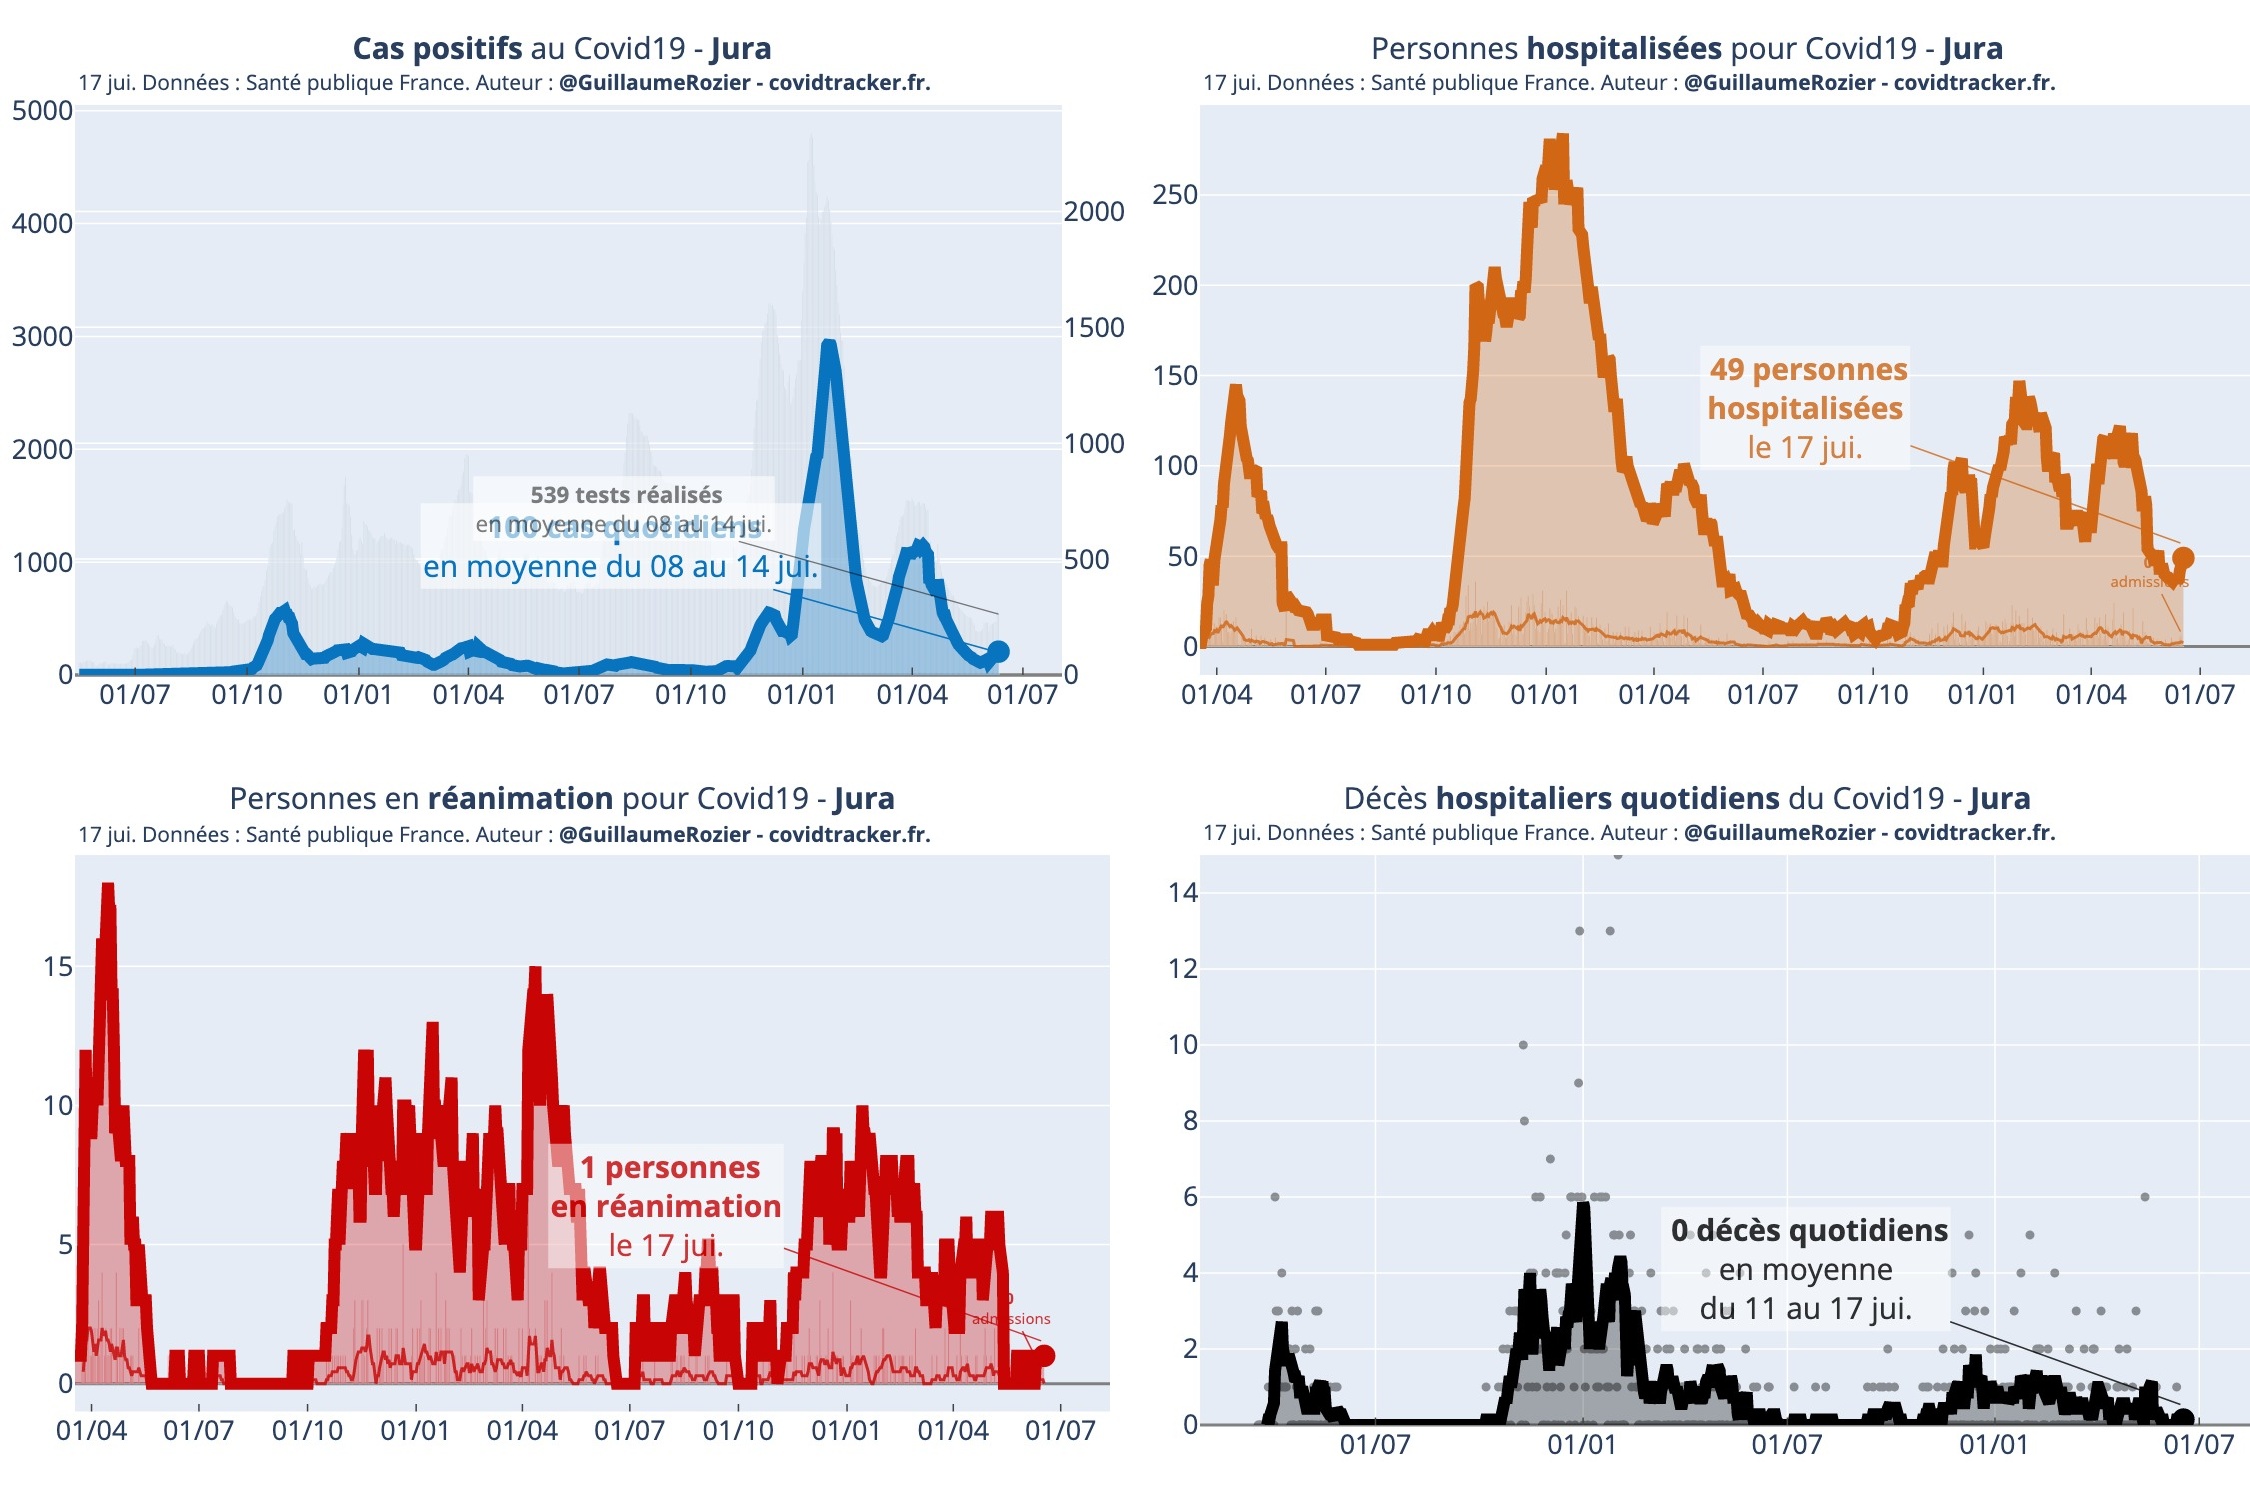 Cas positifs au Covid19 - Jura
17 jui. Données : Santé publique France. Auteur : @GuillaumeRozier - covidtracker.fr.
5000
4000
3000
2000
1000
0
2000
1500
1000
500
0
539 tests réalisés
en moyenne du 08 au 14 jui.
100 cas quotidiens
en moyenne du 08 au 14 jui.
01/07
01/10
01/01
01/04
01/07
01/10
01/01
01/04
01/07
Personnes hospitalisées pour Covid19 - Jura
17 jui. Données : Santé publique France. Auteur : @GuillaumeRozier - covidtracker.fr.
250
200
150
100
50
0
49 personnes
hospitalisées
le 17 jui.
admissions
01/04
01/07
01/10
01/01
01/04
01/07
01/10
01/01
01/04
01/07
Personnes en réanimation pour Covid19 - Jura
17 jui. Données : Santé publique France. Auteur : @GuillaumeRozier - covidtracker.fr.
15
10
5
0
1 personnes
en réanimation
le 17 jui.
admissions
01/04
01/07
01/10
01/01
01/04
01/07
01/10
01/01
01/04
01/07
Décès hospitaliers quotidiens du Covid19 - Jura
17 jui. Données : Santé publique France. Auteur : @GuillaumeRozier - covidtracker.fr.
14
12
10
8
6
4
2
0
0 décès quotidiens
en moyenne
du 11 au 17 jui.
01/07
01/01
01/07
01/01
01/07